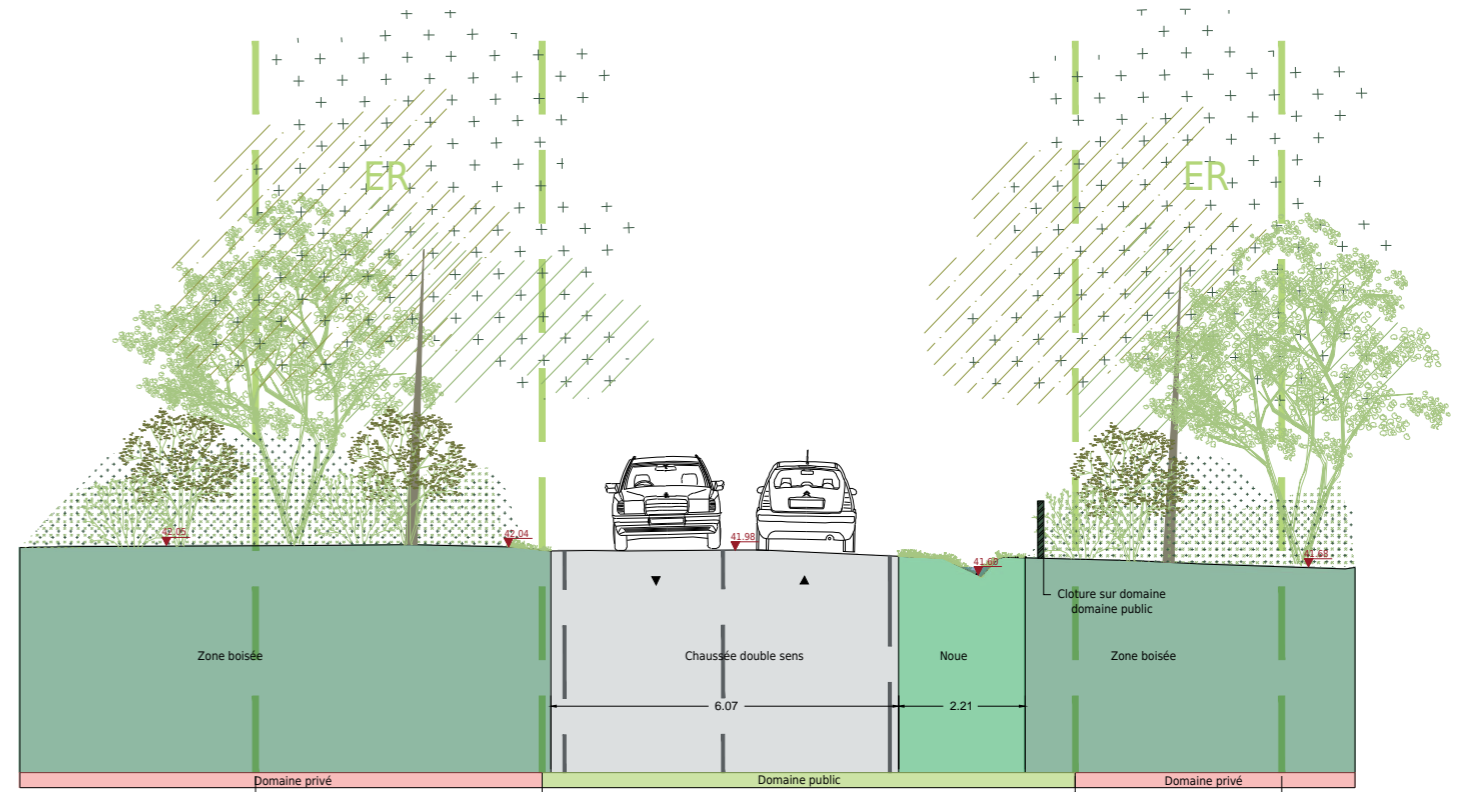 ER
ER
42.05
42.04
41.98
41.60
41.68
Cloture sur domaine
domaine public
Zone boisée
Chaussée double sens
Noue
Zone boisée
6.07
2.21
Domaine privé
Domaine public
Domaine privé